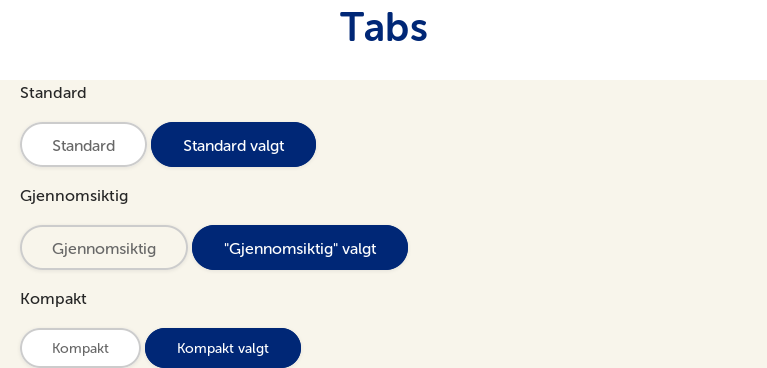 Tabs
Standard
Standard Standard valgt
Gjennomsiktig
Gjennomsiktig "Gjennomsiktig" valgt
Kompakt
Kompakt Kompakt valgt